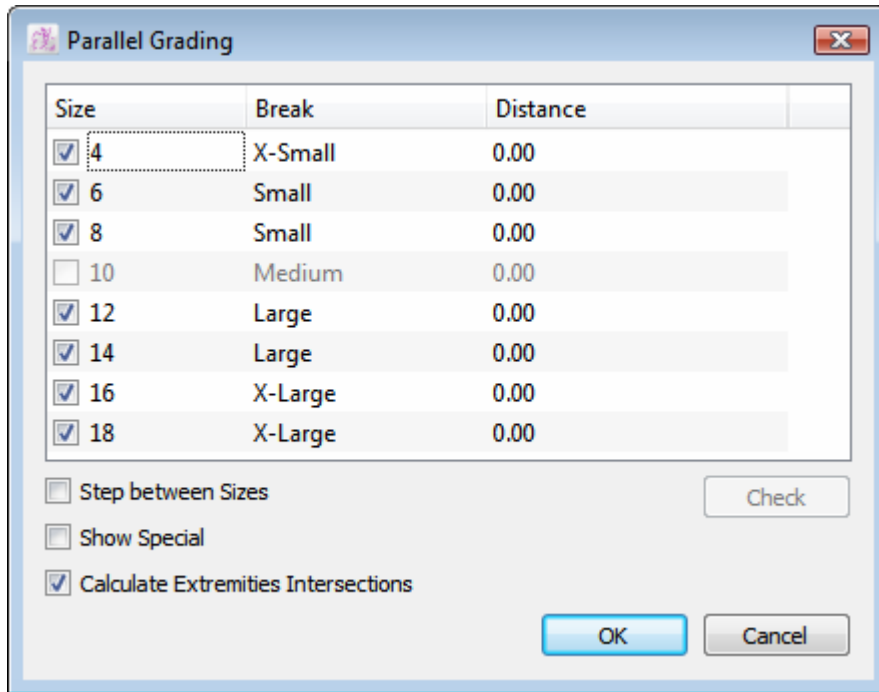 Parallel Grading
Size Break Distance
4 X-Small 0.00
6 Small 0.00
8 Small 0.00
10 Medium 0.00
12 Large 0.00
14 Large 0.00
16 X-Large 0.00
18 X-Large 0.00
Step between Sizes
Check
Show Special
Calculate Extremities Intersections
OK Cancel